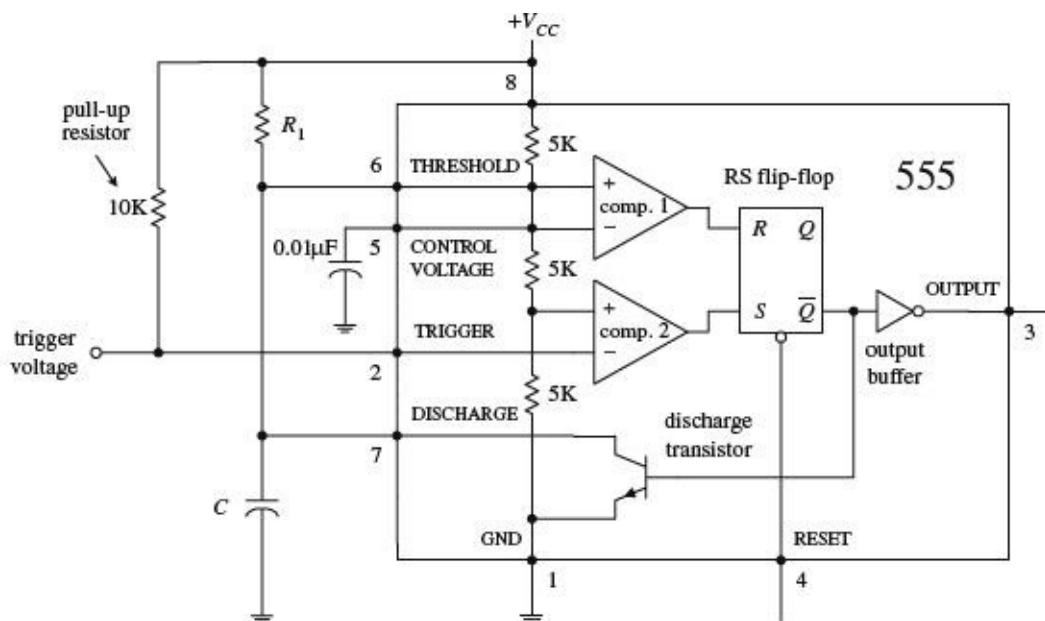 +VCC
8
pull-up
resistor
R1
5K
6
THRESHOLD
RS flip-flop
555
10K
+
comp. 1
−
R
Q
0.01µF
5
CONTROL
VOLTAGE
5K
S
Q̅
OUTPUT
+
comp. 2
−
trigger
voltage
TRIGGER
2
output
buffer
3
5K
DISCHARGE
discharge
transistor
7
C
GND
RESET
1
4